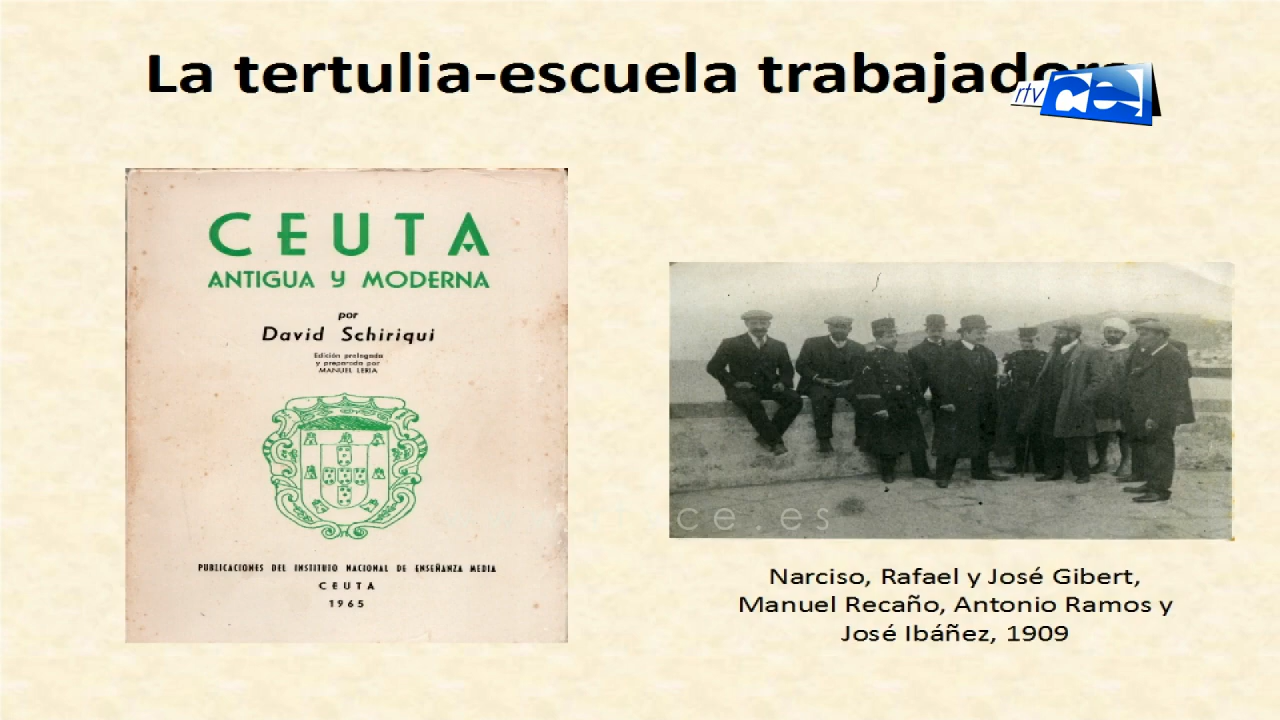 La tertulia-escuela trabajadora
rtv ce
CEUTA
ANTIGUA Y MODERNA
por
David Schiriqui
Edición prologada
y preparada por
MANUEL LERIA
PUBLICACIONES DEL INSTITUTO NACIONAL DE ENSEÑANZA MEDIA
CEUTA
1965
ce.es
Narciso, Rafael y José Gibert,
Manuel Recaño, Antonio Ramos y
José Ibáñez, 1909